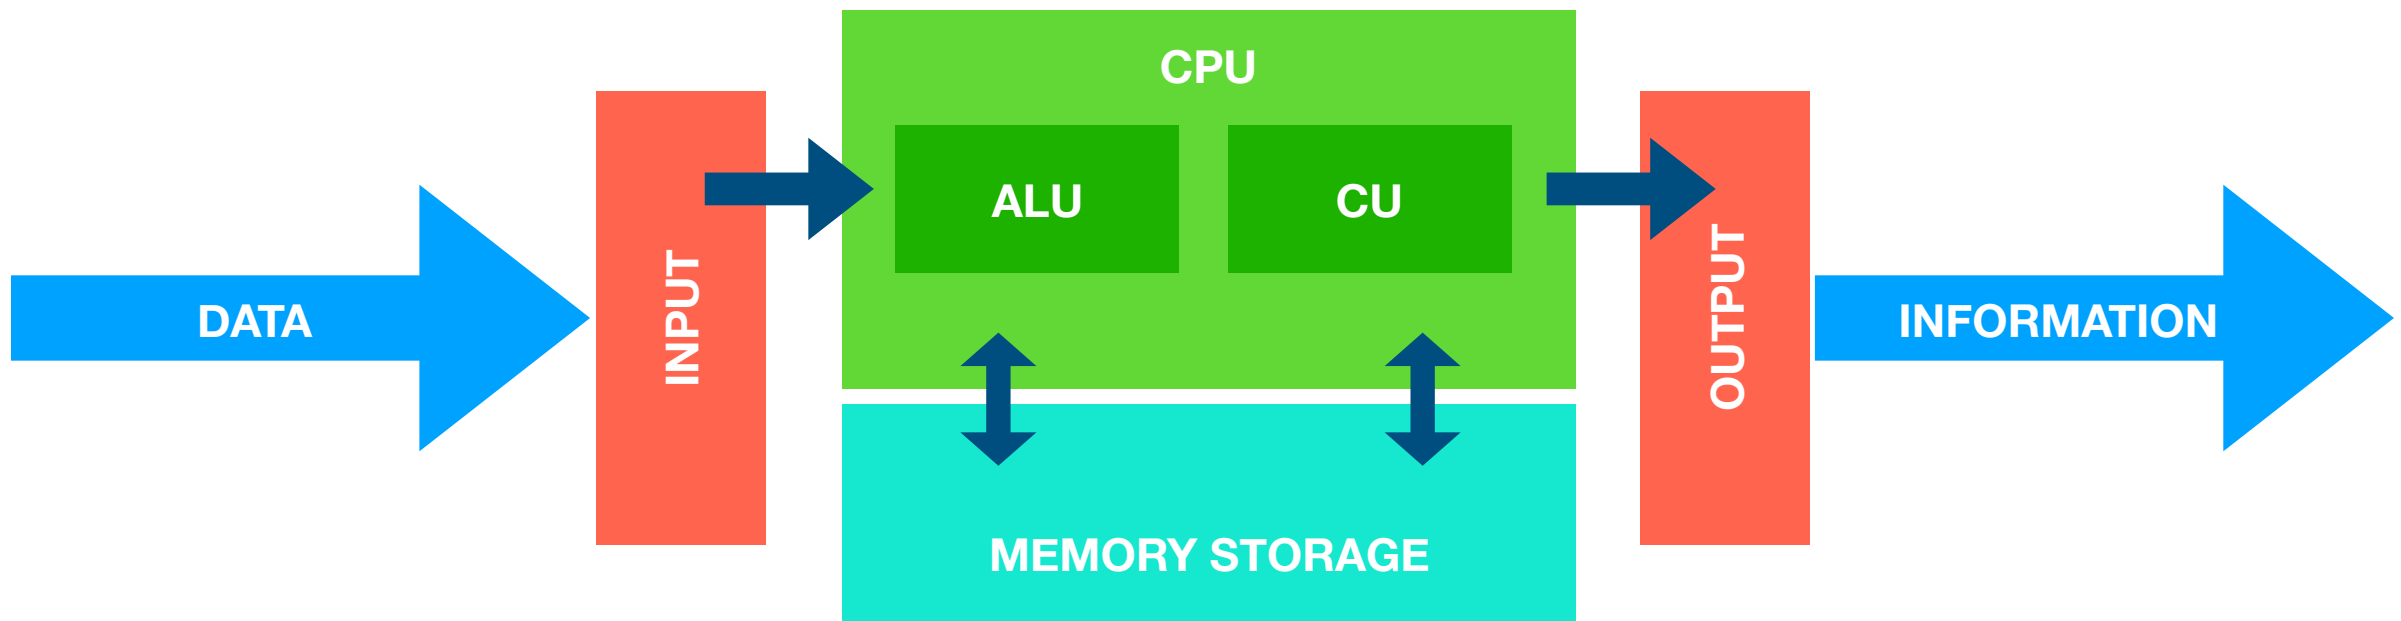 DATA
INPUT
CPU
ALU
CU
MEMORY STORAGE
OUTPUT
INFORMATION